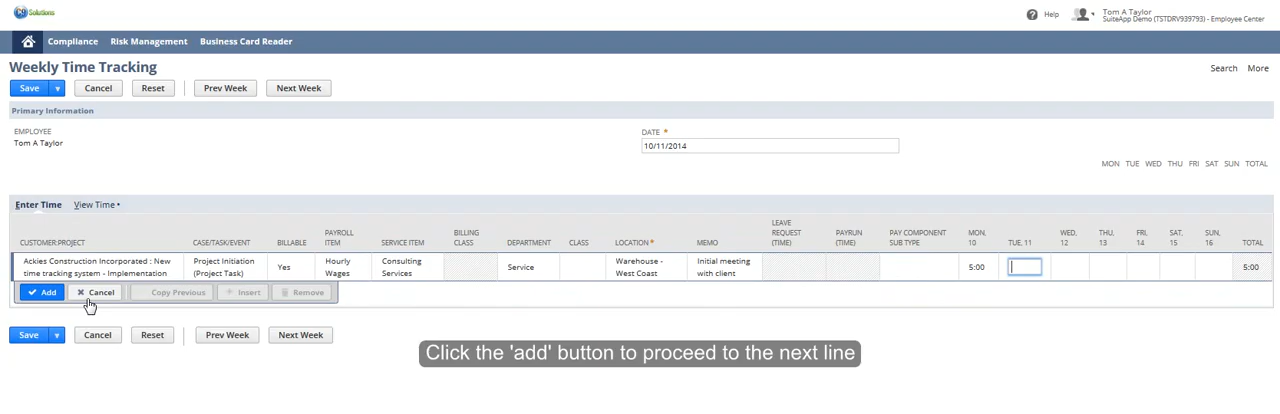 C9 Solutions
Help
Tom A Taylor
SuiteApp Demo (TSTDRV939793) - Employee Center
Compliance Risk Management Business Card Reader
Weekly Time Tracking
Search More
Save Cancel Reset Prev Week Next Week
Primary Information
EMPLOYEE
Tom A Taylor
DATE *
10/11/2014
MON TUE WED THU FRI SAT SUN TOTAL
Enter Time View Time •
CUSTOMER:PROJECT
CASE/TASK/EVENT
BILLABLE
PAYROLL
ITEM
SERVICE ITEM
BILLING
CLASS
DEPARTMENT
CLASS
LOCATION *
MEMO
LEAVE
REQUEST
(TIME)
PAYRUN
(TIME)
PAY COMPONENT
SUB TYPE
MON,
10
TUE, 11
WED,
12
THU,
13
FRI,
14
SAT,
15
SUN,
16
TOTAL
Ackies Construction Incorporated : New
time tracking system - Implementation
Project Initiation
(Project Task)
Yes
Hourly
Wages
Consulting
Services
Service
Warehouse -
West Coast
Initial meeting
with client
5:00
5:00
Add Cancel Copy Previous Insert Remove
Save Cancel Reset Prev Week Next Week
Click the 'add' button to proceed to the next line